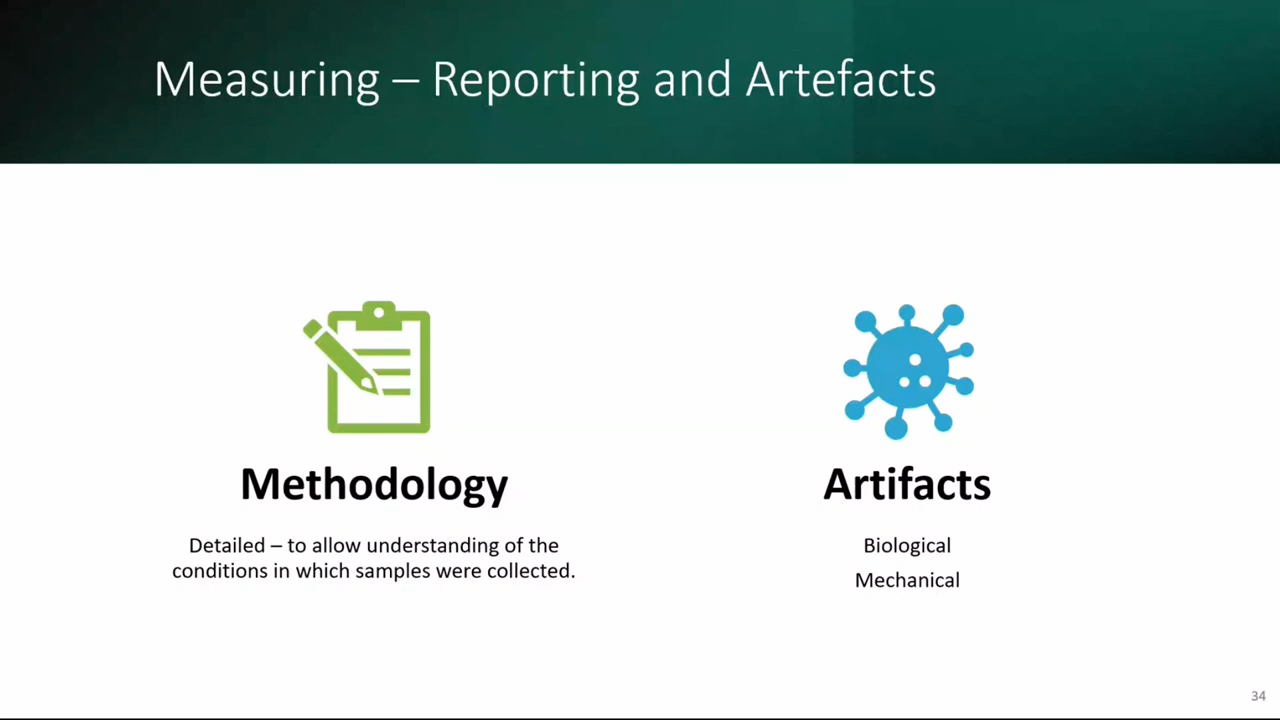 Measuring – Reporting and Artefacts
Methodology
Detailed – to allow understanding of the
conditions in which samples were collected.
Artifacts
Biological
Mechanical
34